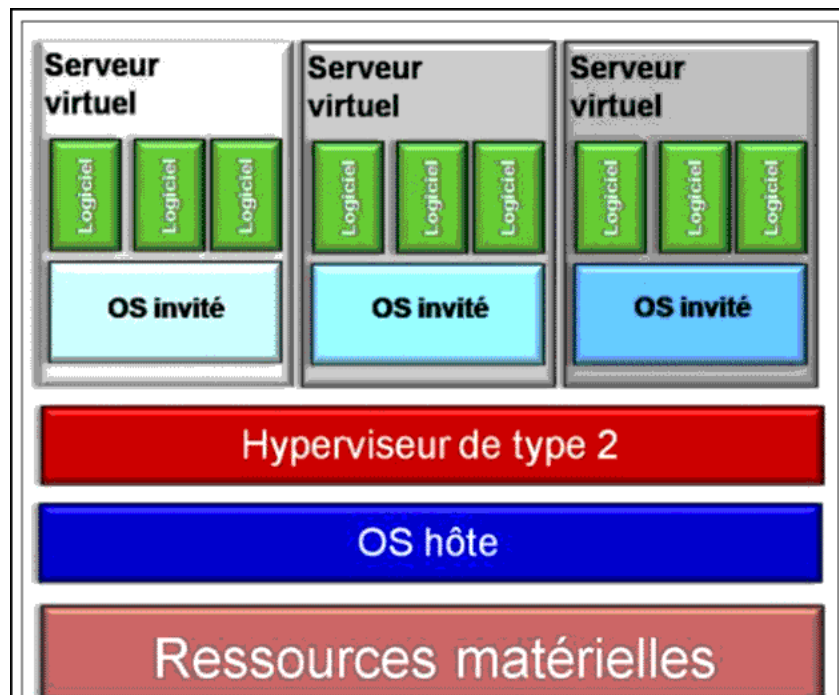 Serveur
virtuel
Serveur
virtuel
Serveur
virtuel
Logiciel
Logiciel
Logiciel
Logiciel
Logiciel
Logiciel
Logiciel
Logiciel
Logiciel
OS invité
OS invité
OS invité
Hyperviseur de type 2
OS hôte
Ressources matérielles